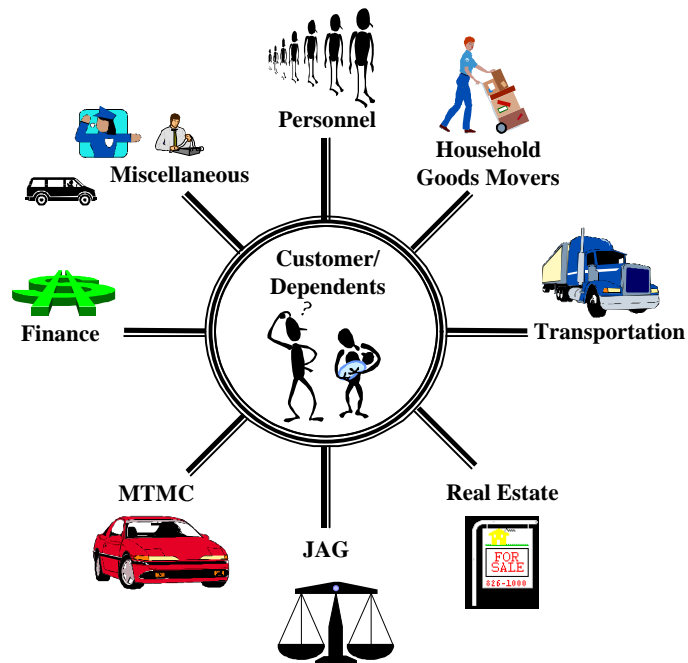 Personnel
Household
Goods Movers
Miscellaneous
Customer/
Dependents
?
Finance
Transportation
MTMC
Real Estate
JAG
FOR
SALE
826-1000